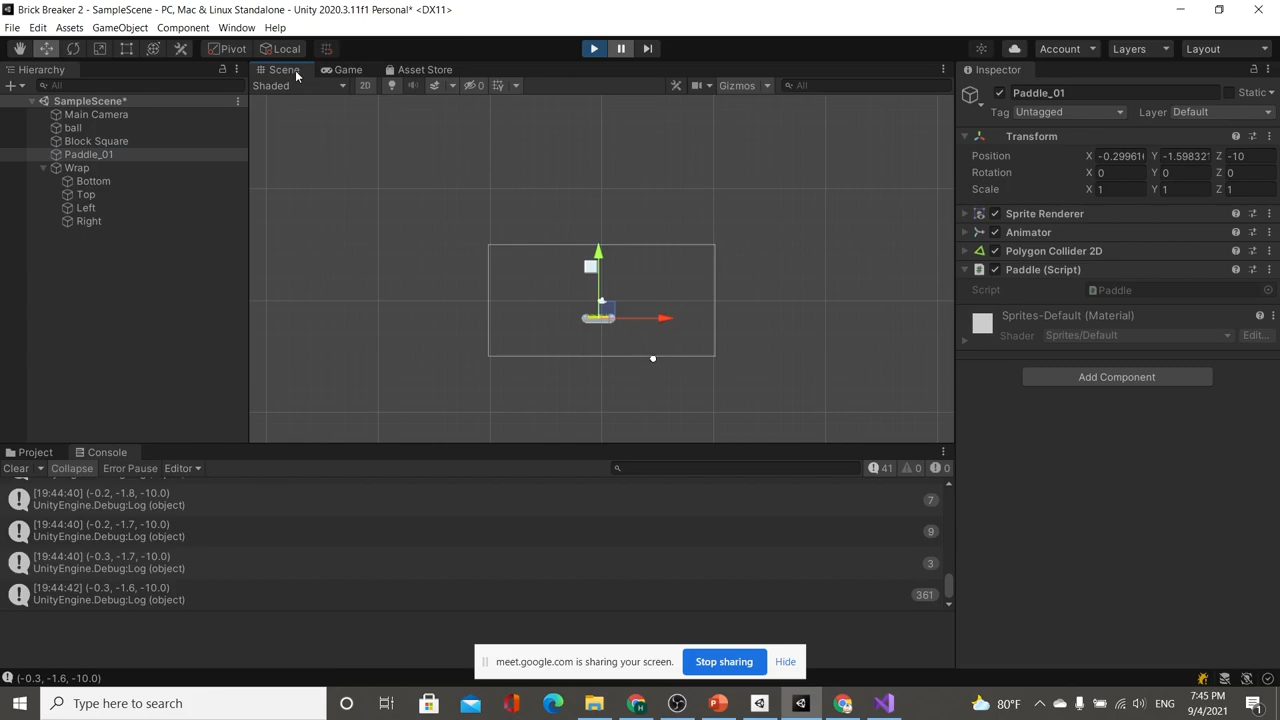 Brick Breaker 2 - SampleScene - PC, Mac & Linux Standalone - Unity 2020.3.11f1 Personal* <DX11>
File Edit Assets GameObject Component Window Help
Pivot Local Account Layers Layout
Hierarchy Scene Game Asset Store Inspector
All Shaded 2D 0 Gizmos All
Paddle_01 Static
Tag Untagged Layer Default
SampleScene*
Main Camera
ball
Block Square
Paddle_01
Wrap
Bottom
Top
Left
Right
Transform
Position X -0.29961 Y -1.59832 Z -10
Rotation X 0 Y 0 Z 0
Scale X 1 Y 1 Z 1
Sprite Renderer
Animator
Polygon Collider 2D
Paddle (Script)
Script Paddle
Sprites-Default (Material)
Shader Sprites/Default Edit...
Add Component
Project Console
Clear Collapse Error Pause Editor 41 0 0
[19:44:40] (-0.2, -1.8, -10.0) 7
UnityEngine.Debug:Log (object)
[19:44:40] (-0.2, -1.7, -10.0) 9
UnityEngine.Debug:Log (object)
[19:44:40] (-0.3, -1.7, -10.0) 3
UnityEngine.Debug:Log (object)
[19:44:42] (-0.3, -1.6, -10.0) 361
UnityEngine.Debug:Log (object)
meet.google.com is sharing your screen. Stop sharing Hide
(-0.3, -1.6, -10.0)
Type here to search 80°F ENG 7:45 PM
9/4/2021